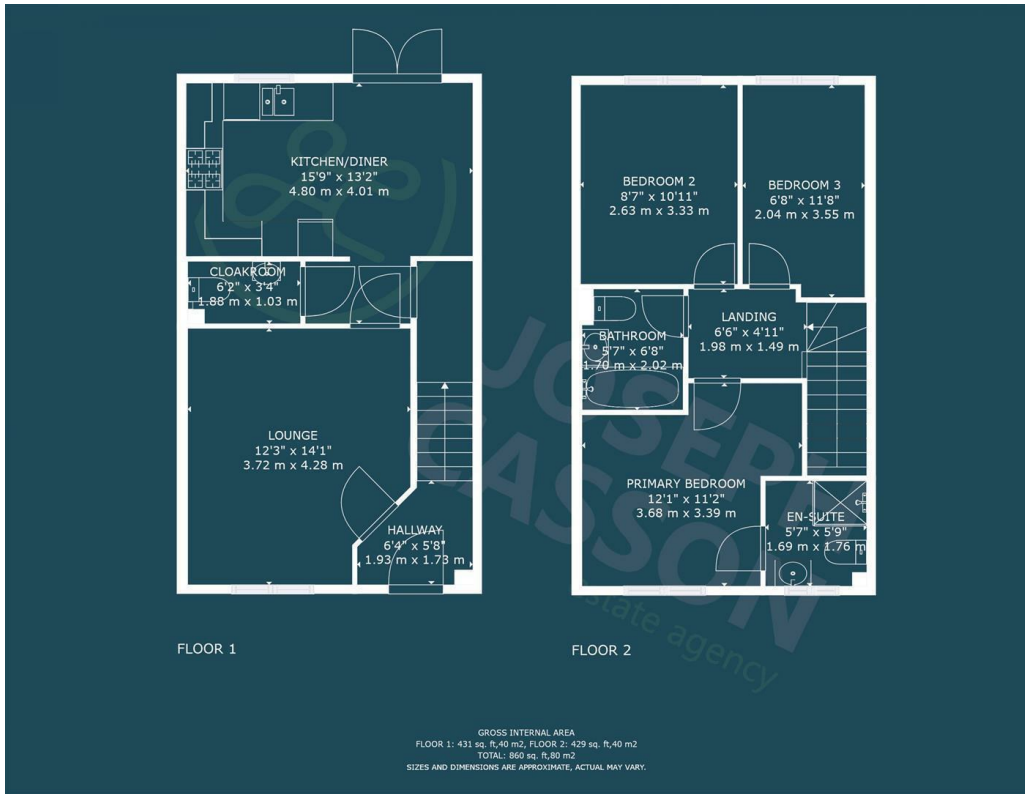 KITCHEN/DINER
15'9" x 13'2"
4.80 m x 4.01 m
CLOAKROOM
6'2" x 3'4"
1.88 m x 1.03 m
LOUNGE
12'3" x 14'1"
3.72 m x 4.28 m
HALLWAY
6'4" x 5'8"
1.93 m x 1.73 m
FLOOR 1
BEDROOM 2
8'7" x 10'11"
2.63 m x 3.33 m
BEDROOM 3
6'8" x 11'8"
2.04 m x 3.55 m
BATHROOM
5'7" x 6'8"
1.70 m x 2.02 m
LANDING
6'6" x 4'11"
1.98 m x 1.49 m
PRIMARY BEDROOM
12'1" x 11'2"
3.68 m x 3.39 m
EN-SUITE
5'7" x 5'9"
1.69 m x 1.76 m
FLOOR 2
JOSEPH
CASSON
estate agency
GROSS INTERNAL AREA
FLOOR 1: 431 sq. ft,40 m2, FLOOR 2: 429 sq. ft,40 m2
TOTAL: 860 sq. ft,80 m2
SIZES AND DIMENSIONS ARE APPROXIMATE, ACTUAL MAY VARY.